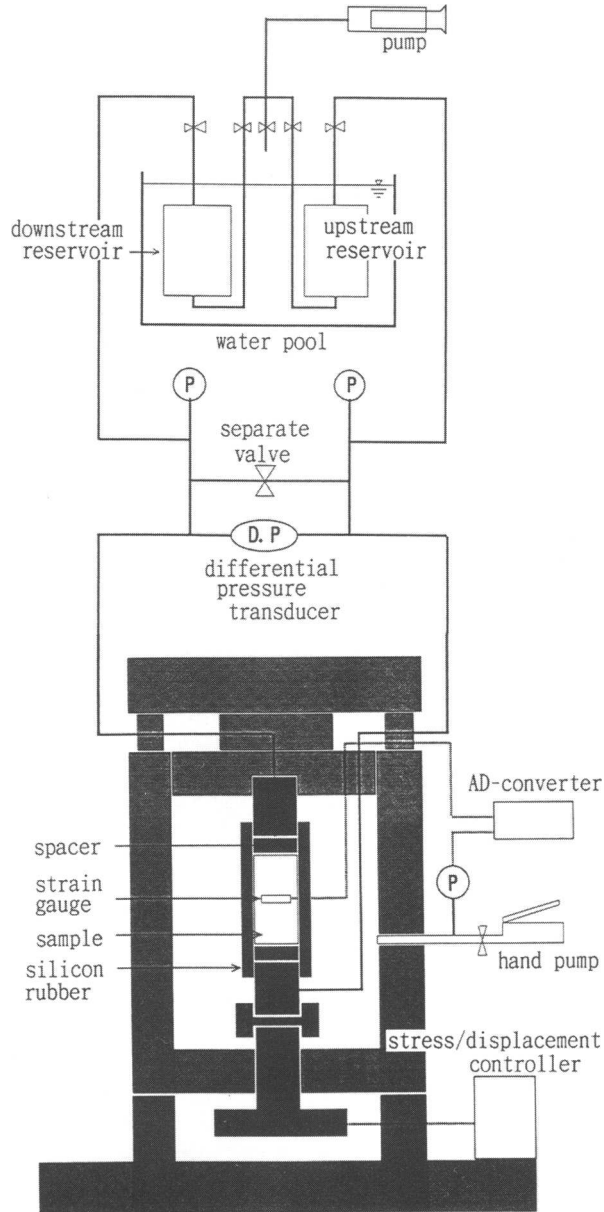 pump
downstream
reservoir
upstream
reservoir
water pool
P
P
separate
valve
D.P
differential
pressure
transducer
AD-converter
spacer
strain
gauge
P
sample
silicon
rubber
hand pump
stress/displacement
controller